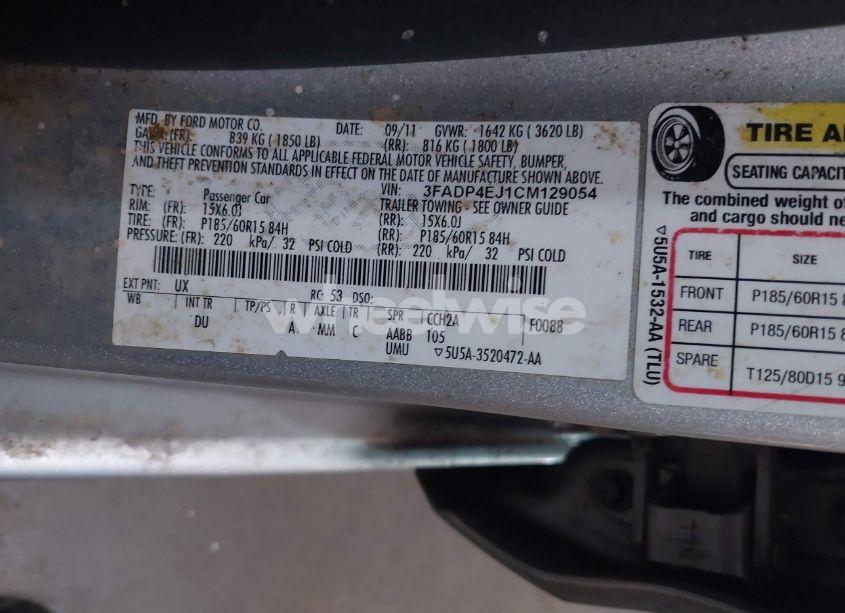 MFD. BY FORD MOTOR CO.
DATE: 09/11 GVWR: 1642 KG ( 3620 LB)
GAWR: (FR): 839 KG ( 1850 LB) (RR): 816 KG ( 1800 LB)
THIS VEHICLE CONFORMS TO ALL APPLICABLE FEDERAL MOTOR VEHICLE SAFETY, BUMPER,
AND THEFT PREVENTION STANDARDS IN EFFECT ON THE DATE OF MANUFACTURE SHOWN ABOVE.
VIN: 3FADP4EJ1CM129054
TYPE: Passenger Car TRAILER TOWING - SEE OWNER GUIDE
RIM: (FR): 15X6.0J (RR): 15X6.0J
TIRE: (FR): P185/60R15 84H (RR): P185/60R15 84H
PRESSURE: (FR): 220 kPa/ 32 PSI COLD (RR): 220 kPa/ 32 PSI COLD
EXT PNT: UX RC: 53 DSO:
WB INT TR TP/PS R AXLE TR SPR CCH2A F0088
DU A MM C AABB 105
UMU ▽5U5A-3520472-AA
wheelwise
TIRE A
SEATING CAPACIT
The combined weight of
and cargo should ne
TIRE SIZE
FRONT P185/60R15 8
REAR P185/60R15 8
SPARE T125/80D15 9
▽5U5A-1532-AA (TLU)